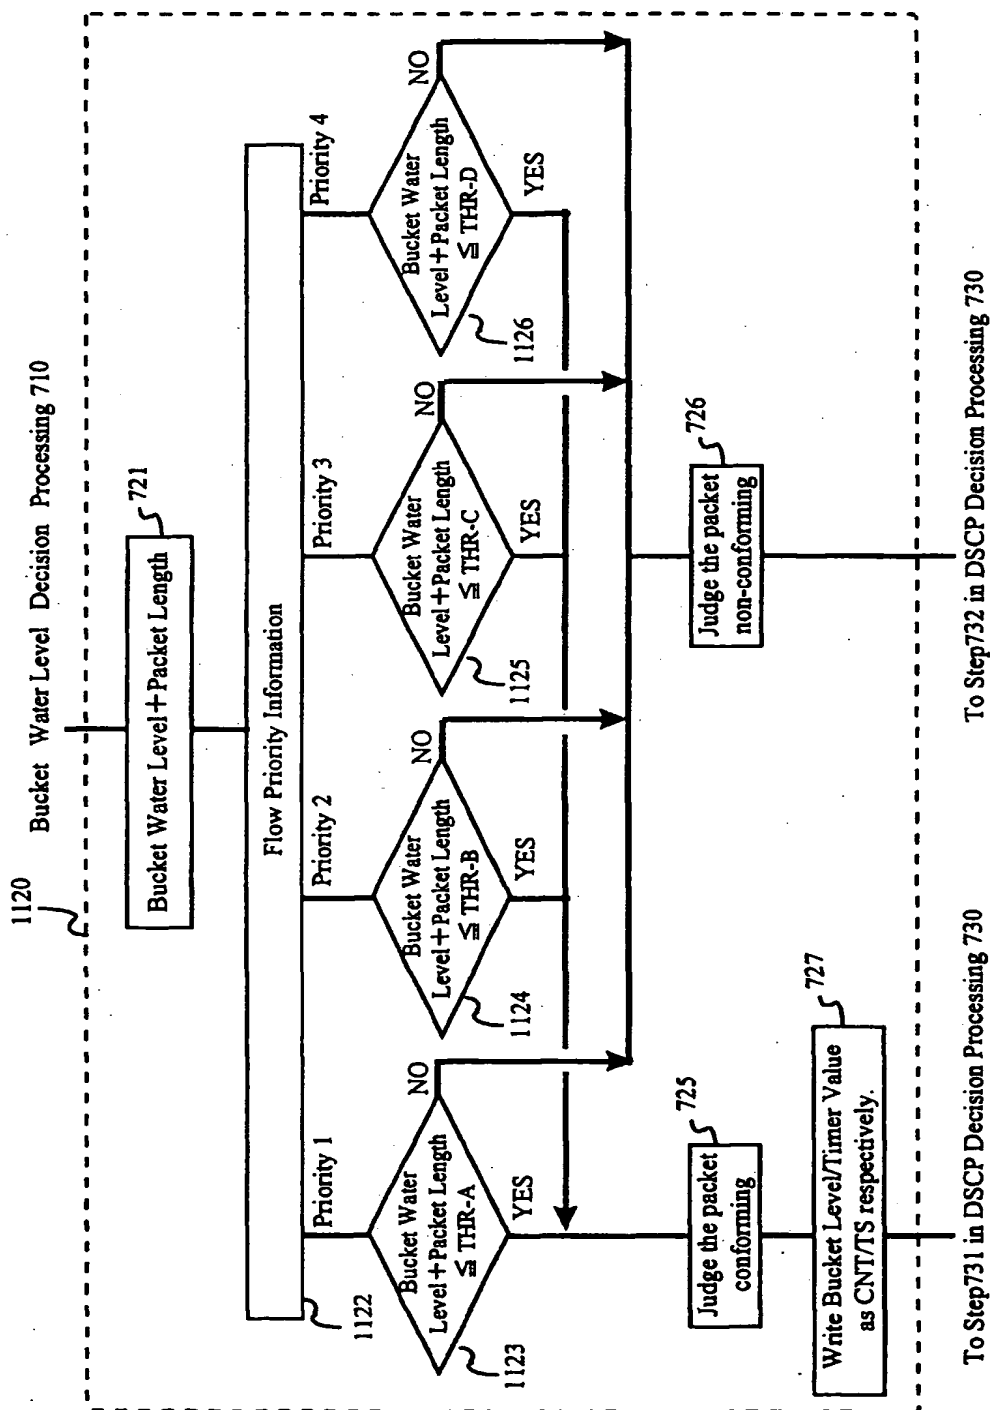 Bucket Water Level Decision Processing 710
1120
721
Bucket Water Level+Packet Length
Flow Priority Information
1122
Priority 1
Priority 2
Priority 3
Priority 4
Bucket Water
Level+Packet Length
≦ THR-A
NO
YES
1123
Bucket Water
Level+Packet Length
≦ THR-B
NO
YES
1124
Bucket Water
Level+Packet Length
≦ THR-C
NO
YES
1125
Bucket Water
Level+Packet Length
≦ THR-D
NO
YES
1126
725
Judge the packet
conforming
726
Judge the packet
non-conforming
727
Write Bucket Level/Timer Value
as CNT/TS respectively.
To Step731 in DSCP Decision Processing 730
To Step732 in DSCP Decision Processing 730